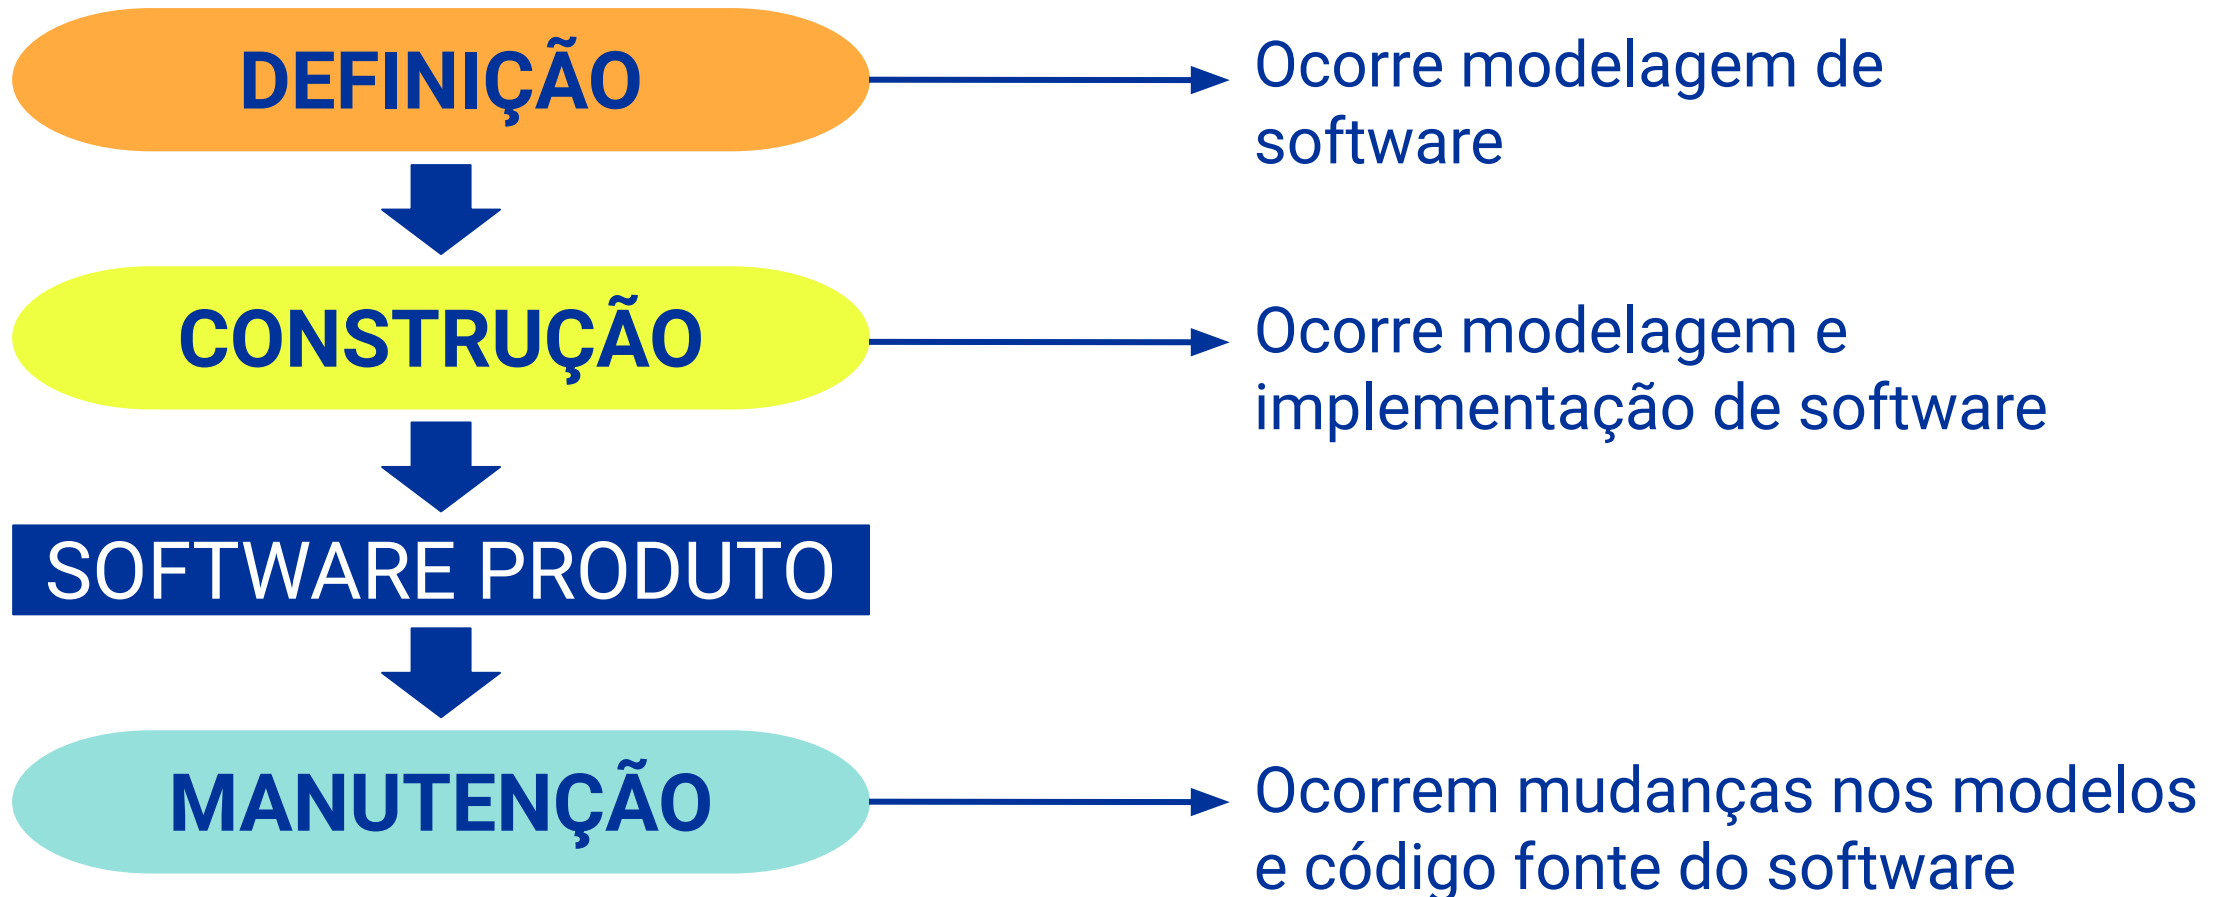 DEFINIÇÃO
Ocorre modelagem de
software
CONSTRUÇÃO
Ocorre modelagem e
implementação de software
SOFTWARE PRODUTO
MANUTENÇÃO
Ocorrem mudanças nos modelos
e código fonte do software